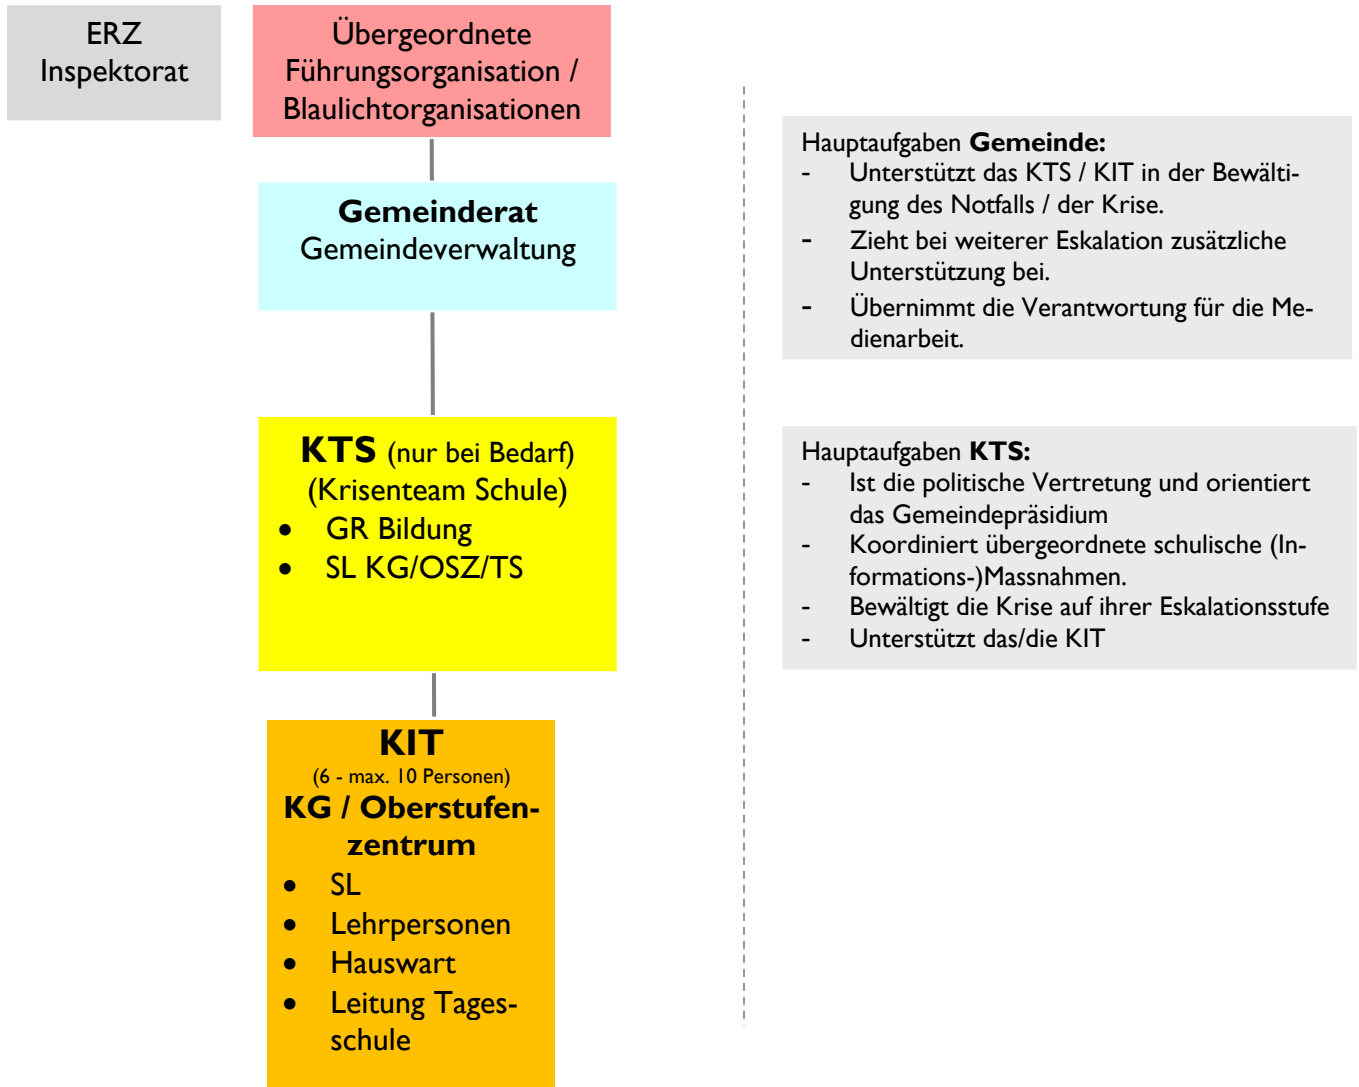 ERZ
Inspektorat
Übergeordnete
Führungsorganisation /
Blaulichtorganisationen
Gemeinderat
Gemeindeverwaltung
Hauptaufgaben Gemeinde:
- Unterstützt das KTS / KIT in der Bewälti-
gung des Notfalls / der Krise.
- Zieht bei weiterer Eskalation zusätzliche
Unterstützung bei.
- Übernimmt die Verantwortung für die Me-
dienarbeit.
KTS (nur bei Bedarf)
(Krisenteam Schule)
• GR Bildung
• SL KG/OSZ/TS
Hauptaufgaben KTS:
- Ist die politische Vertretung und orientiert
das Gemeindepräsidium
- Koordiniert übergeordnete schulische (In-
formations-)Massnahmen.
- Bewältigt die Krise auf ihrer Eskalationsstufe
- Unterstützt das/die KIT
KIT
(6 - max. 10 Personen)
KG / Oberstufen-
zentrum
• SL
• Lehrpersonen
• Hauswart
• Leitung Tages-
schule